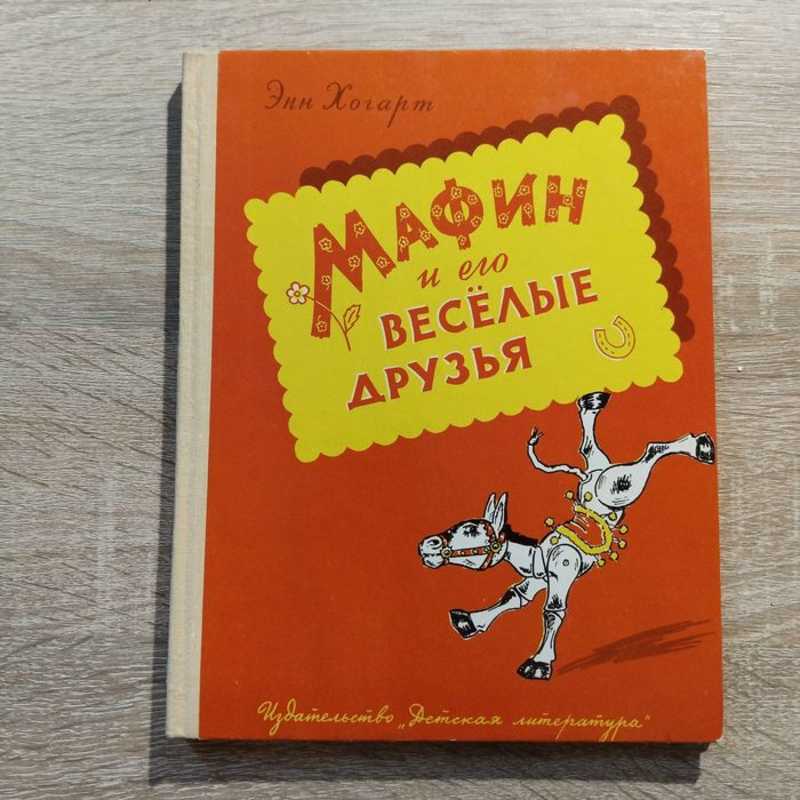 Энн Хогарт
Мафин
и его
весёлые
друзья
Издательство „Детская литература"